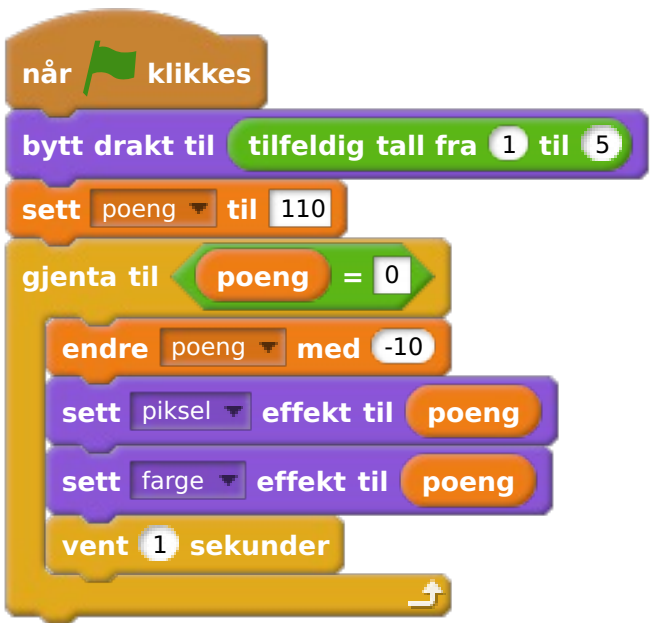 når klikkes
bytt drakt til tilfeldig tall fra 1 til 5
sett poeng til 110
gjenta til poeng = 0
endre poeng med -10
sett piksel effekt til poeng
sett farge effekt til poeng
vent 1 sekunder